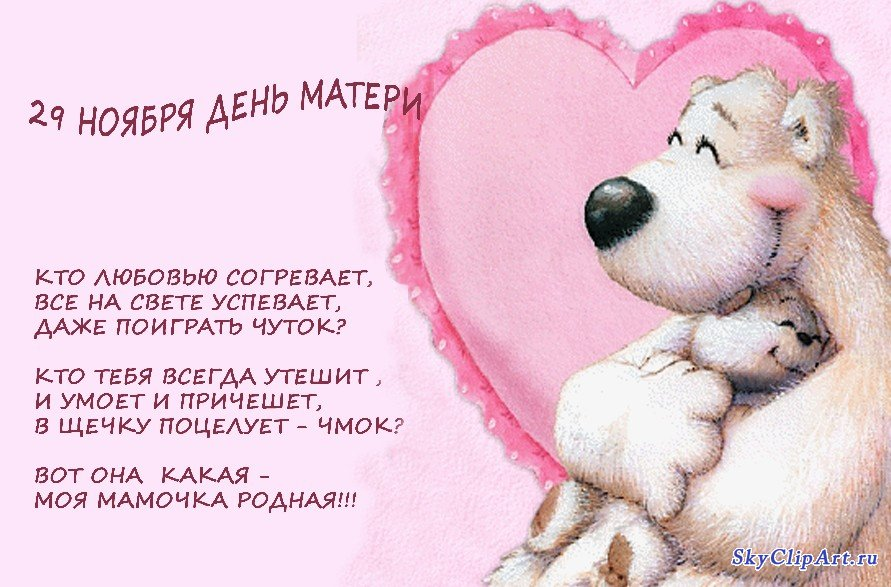 29 НОЯБРЯ ДЕНЬ МАТЕРИ
КТО ЛЮБОВЬЮ СОГРЕВАЕТ,
ВСЕ НА СВЕТЕ УСПЕВАЕТ,
ДАЖЕ ПОИГРАТЬ ЧУТОК?
КТО ТЕБЯ ВСЕГДА УТЕШИТ ,
И УМОЕТ И ПРИЧЕШЕТ,
В ЩЕЧКУ ПОЦЕЛУЕТ – ЧМОК?
ВОТ ОНА КАКАЯ –
МОЯ МАМОЧКА РОДНАЯ!!!
SkyClipArt.ru